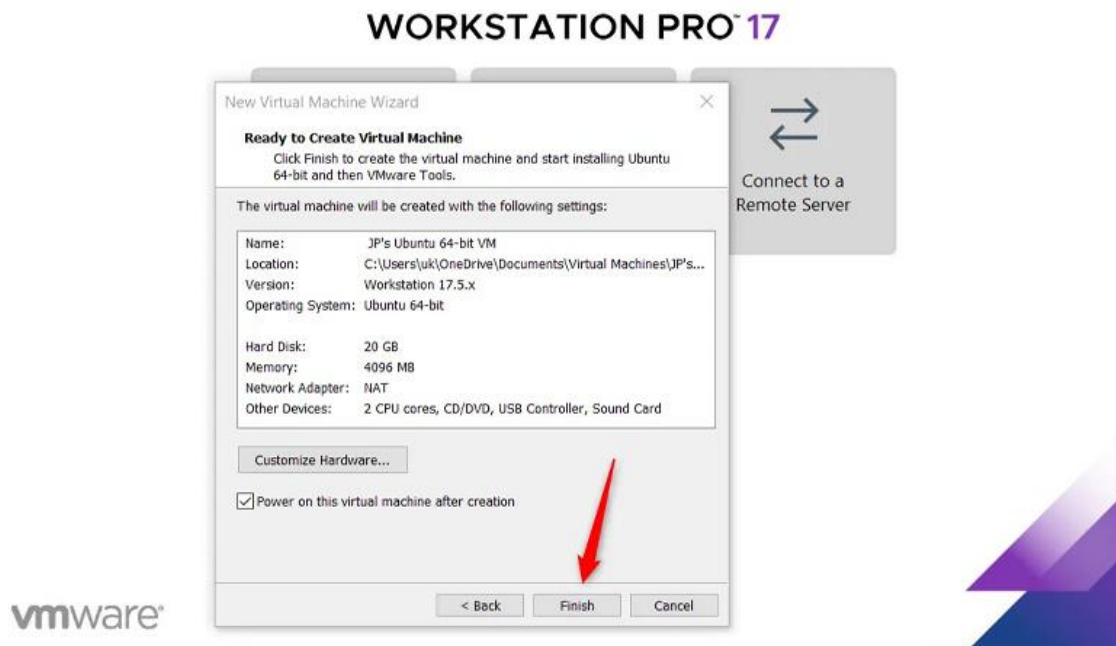 WORKSTATION PRO™ 17
New Virtual Machine Wizard
Ready to Create Virtual Machine
Click Finish to create the virtual machine and start installing Ubuntu
64-bit and then VMware Tools.
The virtual machine will be created with the following settings:
Name: JP's Ubuntu 64-bit VM
Location: C:\Users\uk\OneDrive\Documents\Virtual Machines\JP's...
Version: Workstation 17.5.x
Operating System: Ubuntu 64-bit
Hard Disk: 20 GB
Memory: 4096 MB
Network Adapter: NAT
Other Devices: 2 CPU cores, CD/DVD, USB Controller, Sound Card
Customize Hardware...
Power on this virtual machine after creation
< Back Finish Cancel
Connect to a
Remote Server
vmware®